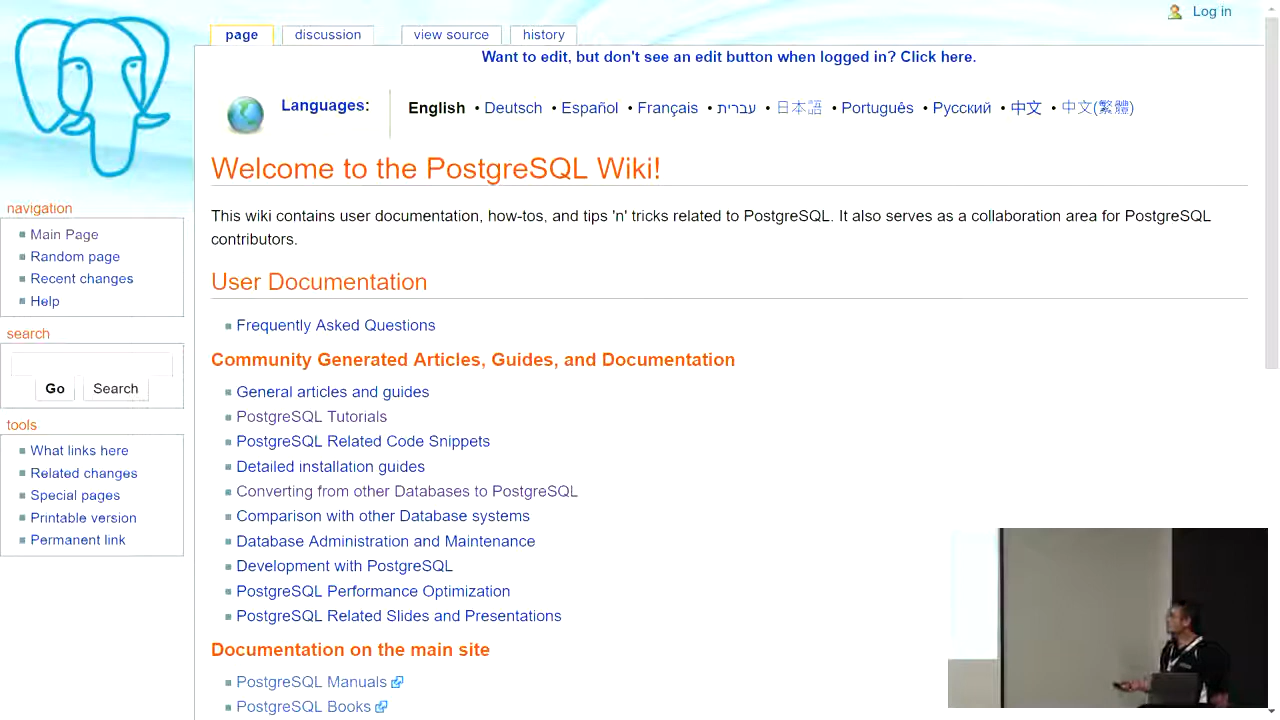 Log in
page
discussion
view source
history
Want to edit, but don't see an edit button when logged in? Click here.
Languages:
English • Deutsch • Español • Français • עברית • 日本語 • Português • Русский • 中文 • 中文(繁體)
Welcome to the PostgreSQL Wiki!
This wiki contains user documentation, how-tos, and tips 'n' tricks related to PostgreSQL. It also serves as a collaboration area for PostgreSQL
contributors.
User Documentation
Frequently Asked Questions
Community Generated Articles, Guides, and Documentation
General articles and guides
PostgreSQL Tutorials
PostgreSQL Related Code Snippets
Detailed installation guides
Converting from other Databases to PostgreSQL
Comparison with other Database systems
Database Administration and Maintenance
Development with PostgreSQL
PostgreSQL Performance Optimization
PostgreSQL Related Slides and Presentations
Documentation on the main site
PostgreSQL Manuals
PostgreSQL Books
navigation
Main Page
Random page
Recent changes
Help
search
Go
Search
tools
What links here
Related changes
Special pages
Printable version
Permanent link